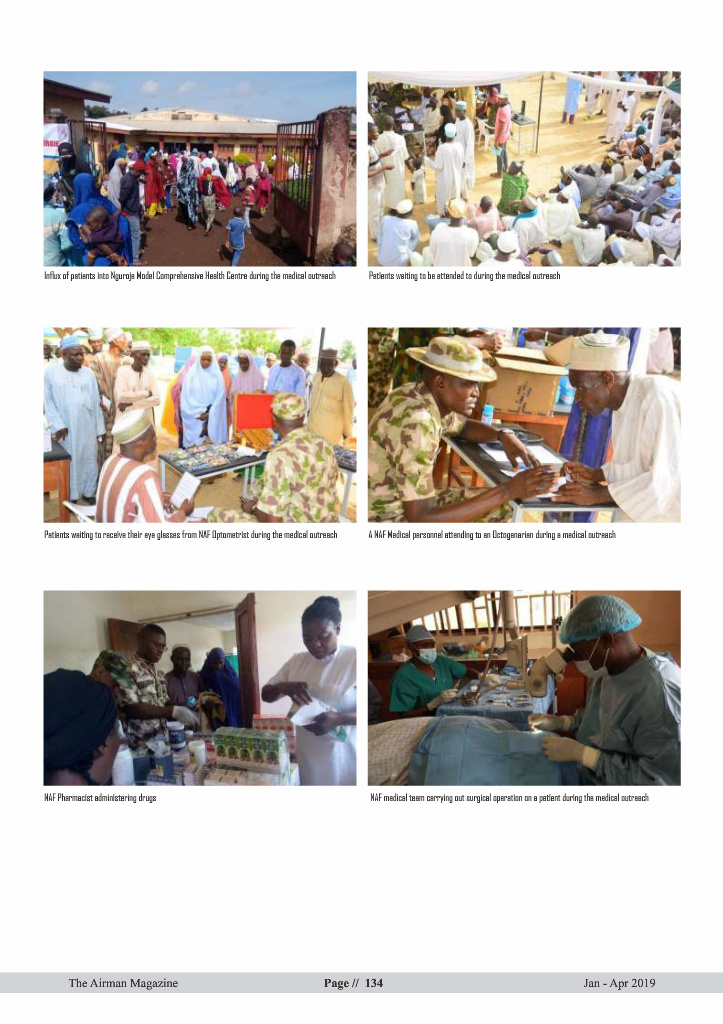 Influx of patients into Nguroje Model Comprehensive Health Centre during the medical outreach
Patients waiting to be attended to during the medical outreach
Patients waiting to receive their eye glasses from NAF Optometrist during the medical outreach
A NAF Medical personnel attending to an Octogenarian during a medical outreach
NAF Pharmacist administering drugs
NAF medical team carrying out surgical operation on a patient during the medical outreach
The Airman Magazine Page // 134 Jan - Apr 2019